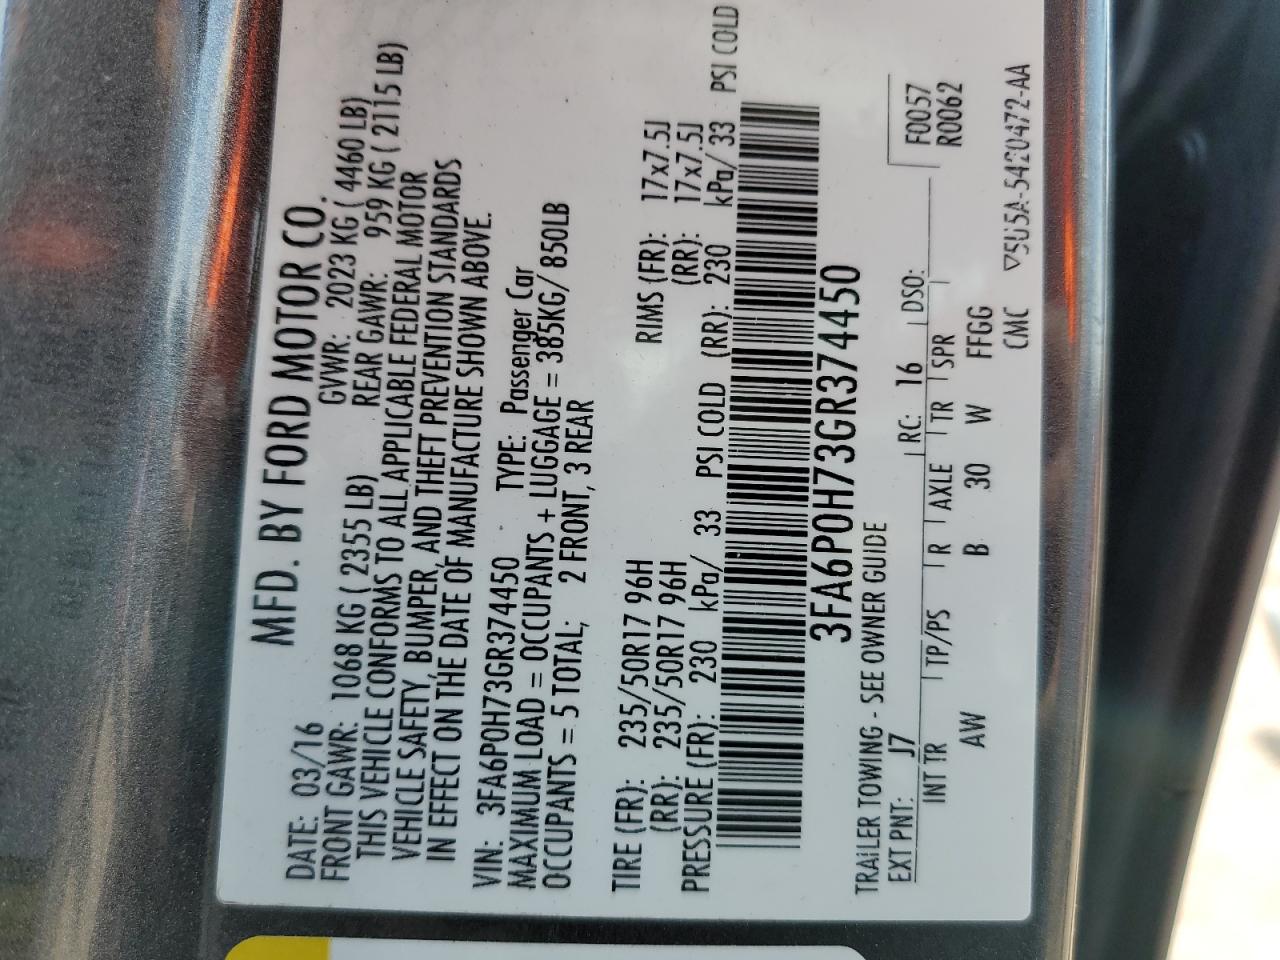 MFD. BY FORD MOTOR CO.
DATE: 03/16 GVWR: 2023 KG ( 4460 LB)
FRONT GAWR: 1068 KG ( 2355 LB) REAR GAWR: 959 KG ( 2115 LB)
THIS VEHICLE CONFORMS TO ALL APPLICABLE FEDERAL MOTOR
VEHICLE SAFETY, BUMPER, AND THEFT PREVENTION STANDARDS
IN EFFECT ON THE DATE OF MANUFACTURE SHOWN ABOVE.
VIN: 3FA6P0H73GR374450 TYPE: Passenger Car
MAXIMUM LOAD = OCCUPANTS + LUGGAGE = 385KG/ 850LB
OCCUPANTS = 5 TOTAL; 2 FRONT, 3 REAR
TIRE (FR): 235/50R17 96H RIMS (FR): 17x7.5J
(RR): 235/50R17 96H (RR): 17x7.5J
PRESSURE (FR): 230 kPa/ 33 PSI COLD (RR): 230 kPa/ 33 PSI COLD
3FA6P0H73GR374450
TRAILER TOWING - SEE OWNER GUIDE
EXT PNT: J7 RC: 16 DSO: F0057
INT TR TP/PS R AXLE TR SPR R0062
AW B 30 W FFGG
CMC 5U5A-5420472-AA